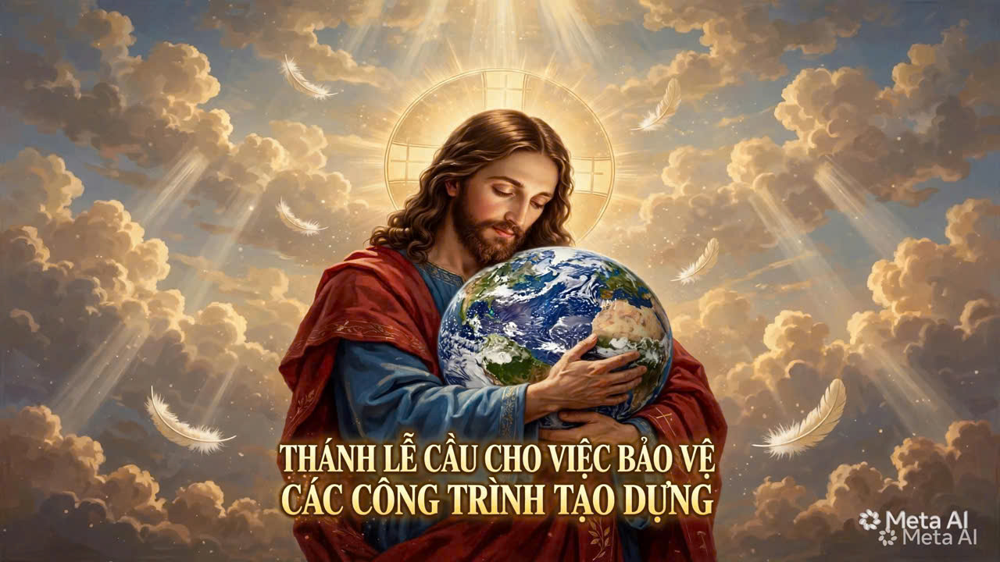 THÁNH LỄ CẦU CHO VIỆC BẢO VỆ
CÁC CÔNG TRÌNH TẠO DỰNG
Meta AI
Meta AI